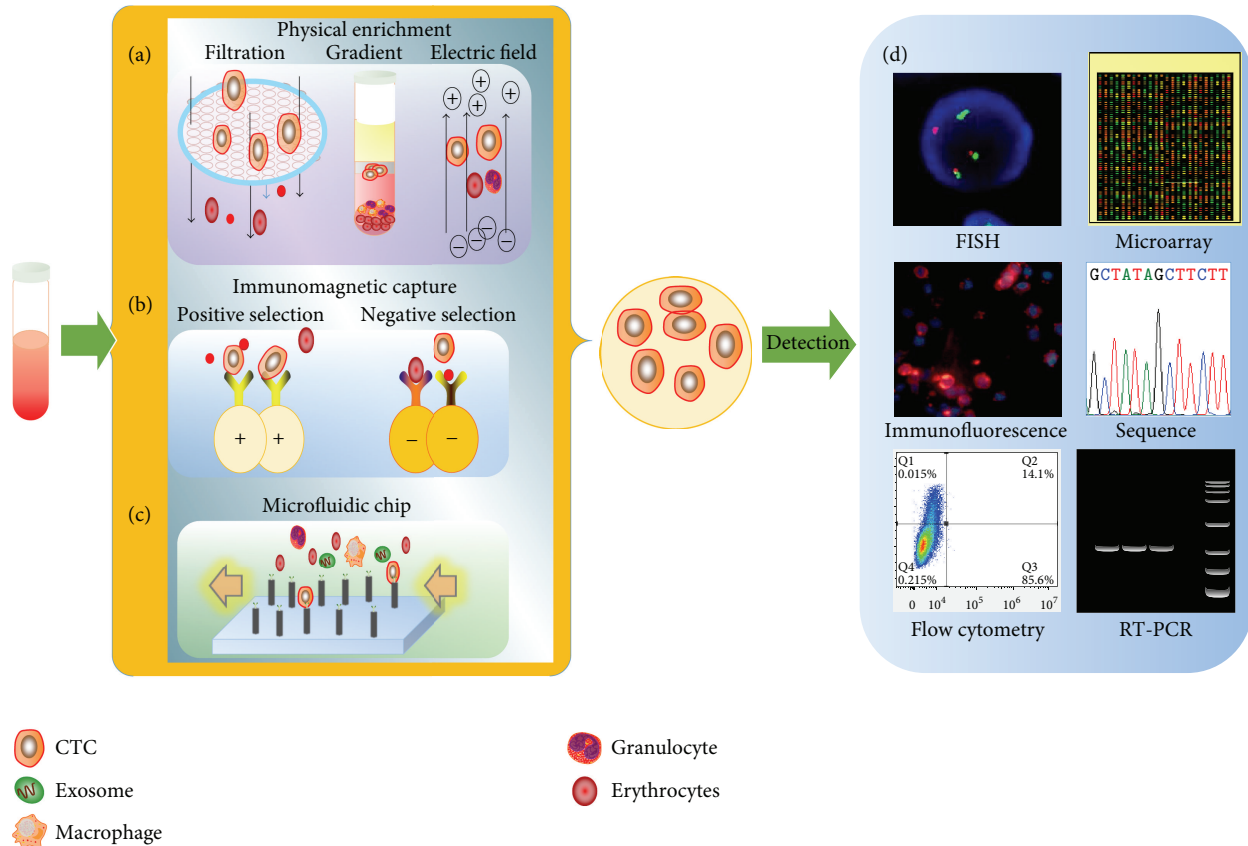 (a)
Physical enrichment
Filtration
Gradient
Electric field
+
+
+
+
−
−
−
−
(b)
Immunomagnetic capture
Positive selection
Negative selection
+
+
−
−
(c)
Microfluidic chip
Detection
(d)
FISH
Microarray
GCTATAGCTTCTT
Immunofluorescence
Sequence
Q1
0.015%
Q2
14.1%
Q4
0.215%
Q3
85.6%
0
10⁴
10⁵
10⁶
10⁷
Flow cytometry
RT-PCR
CTC
Exosome
Macrophage
Granulocyte
Erythrocytes